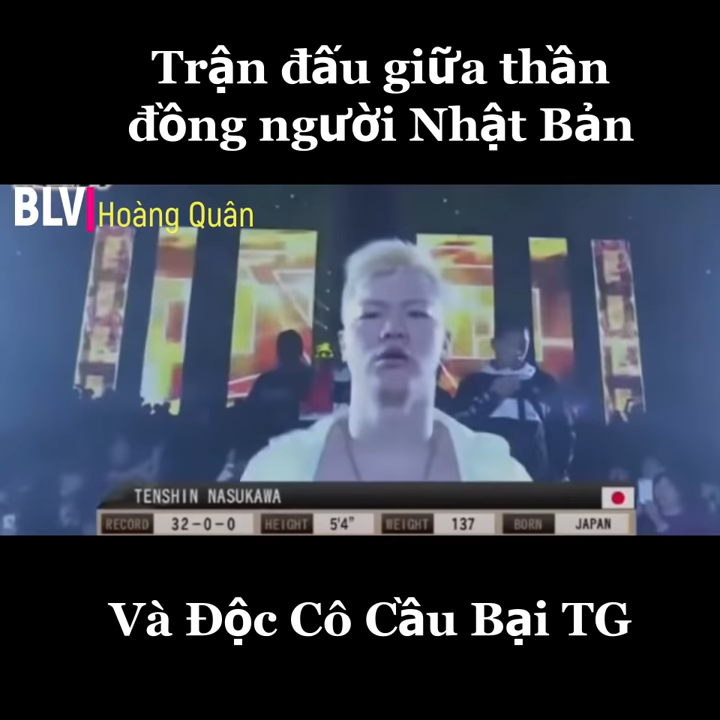 Trận đấu giữa thần
đồng người Nhật Bản
BLV Hoàng Quân
TENSHIN NASUKAWA
RECORD 32-0-0 HEIGHT 5'4" WEIGHT 137 BORN JAPAN
Và Độc Cô Cầu Bại TG